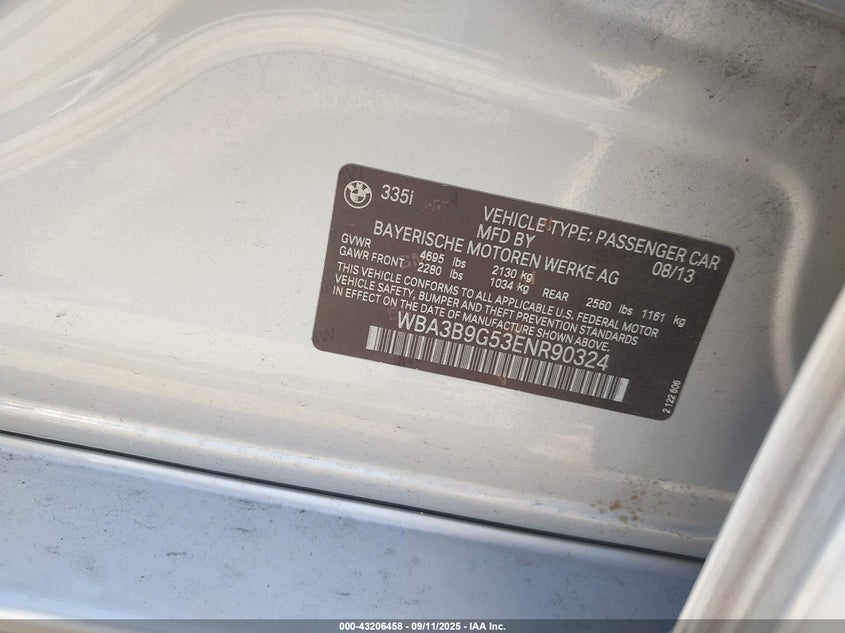 335i
VEHICLE TYPE: PASSENGER CAR
MFD BY 08/13
BAYERISCHE MOTOREN WERKE AG
GVWR 4695 lbs 2130 kg
GAWR FRONT 2280 lbs 1034 kg REAR 2560 lbs 1161 kg
THIS VEHICLE CONFORMS TO ALL APPLICABLE U.S. FEDERAL MOTOR
VEHICLE SAFETY, BUMPER AND THEFT PREVENTION STANDARDS
IN EFFECT ON THE DATE OF MANUFACTURE SHOWN ABOVE.
WBA3B9G53ENR90324
2 122 606
000-43206458 - 09/11/2025 - IAA Inc.